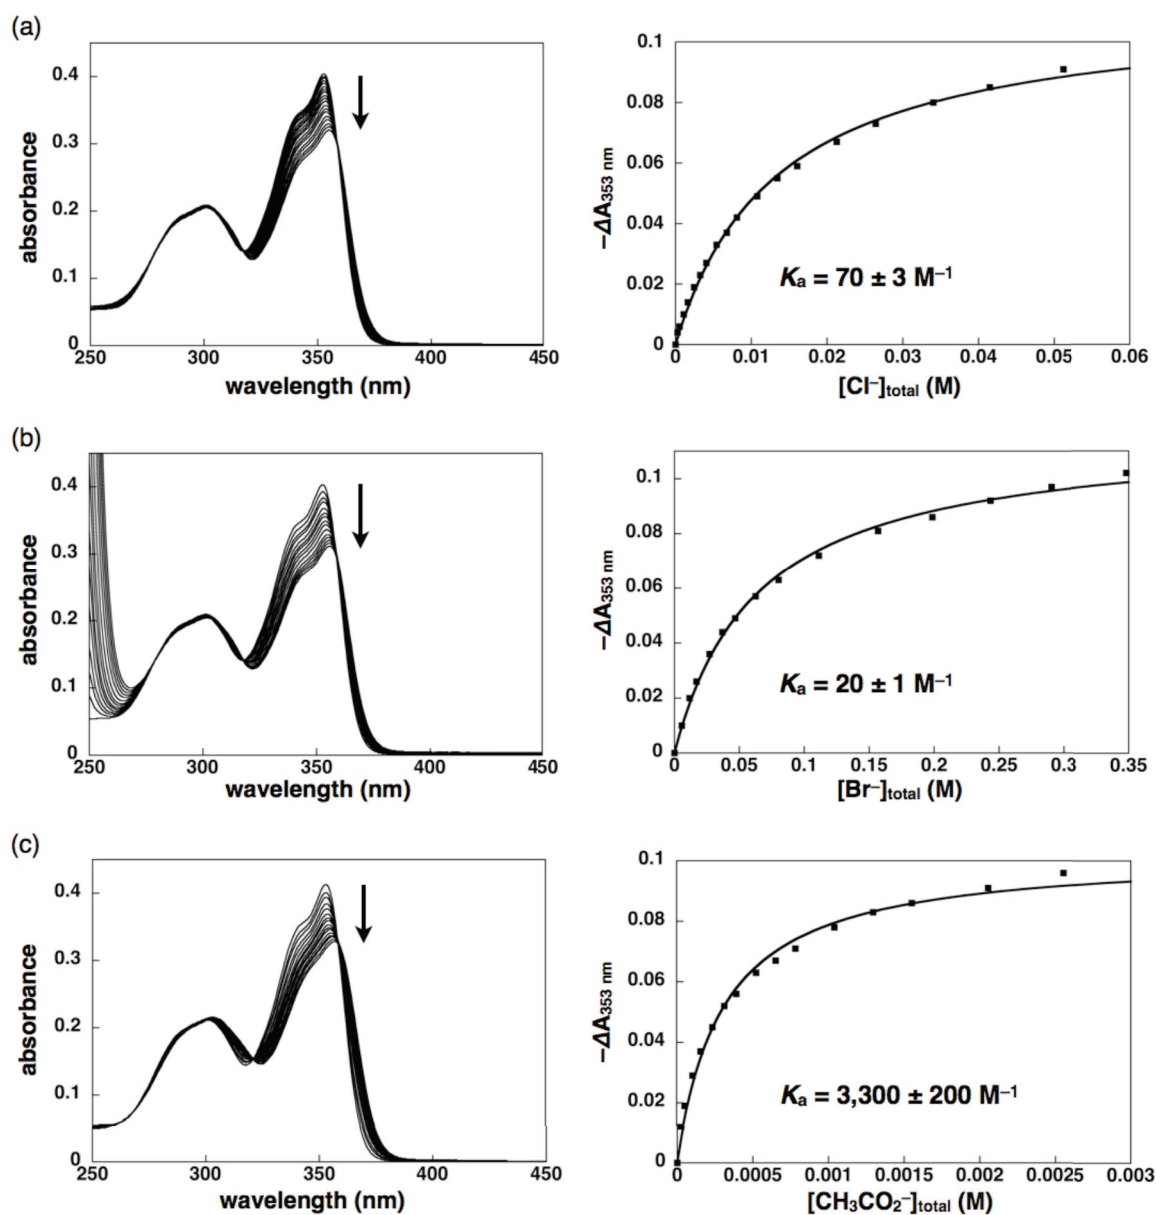 (a)
0.4
0.3
0.2
0.1
0
absorbance
250 300 350 400 450
wavelength (nm)
0.1
0.08
0.06
0.04
0.02
0
–ΔA353 nm
Ka = 70 ± 3 M–1
0 0.01 0.02 0.03 0.04 0.05 0.06
[Cl–]total (M)
(b)
0.4
0.3
0.2
0.1
0
absorbance
250 300 350 400 450
wavelength (nm)
0.1
0.08
0.06
0.04
0.02
0
–ΔA353 nm
Ka = 20 ± 1 M–1
0 0.05 0.1 0.15 0.2 0.25 0.3 0.35
[Br–]total (M)
(c)
0.4
0.3
0.2
0.1
0
absorbance
250 300 350 400 450
wavelength (nm)
0.1
0.08
0.06
0.04
0.02
0
–ΔA353 nm
Ka = 3,300 ± 200 M–1
0 0.0005 0.001 0.0015 0.002 0.0025 0.003
[CH3CO2–]total (M)